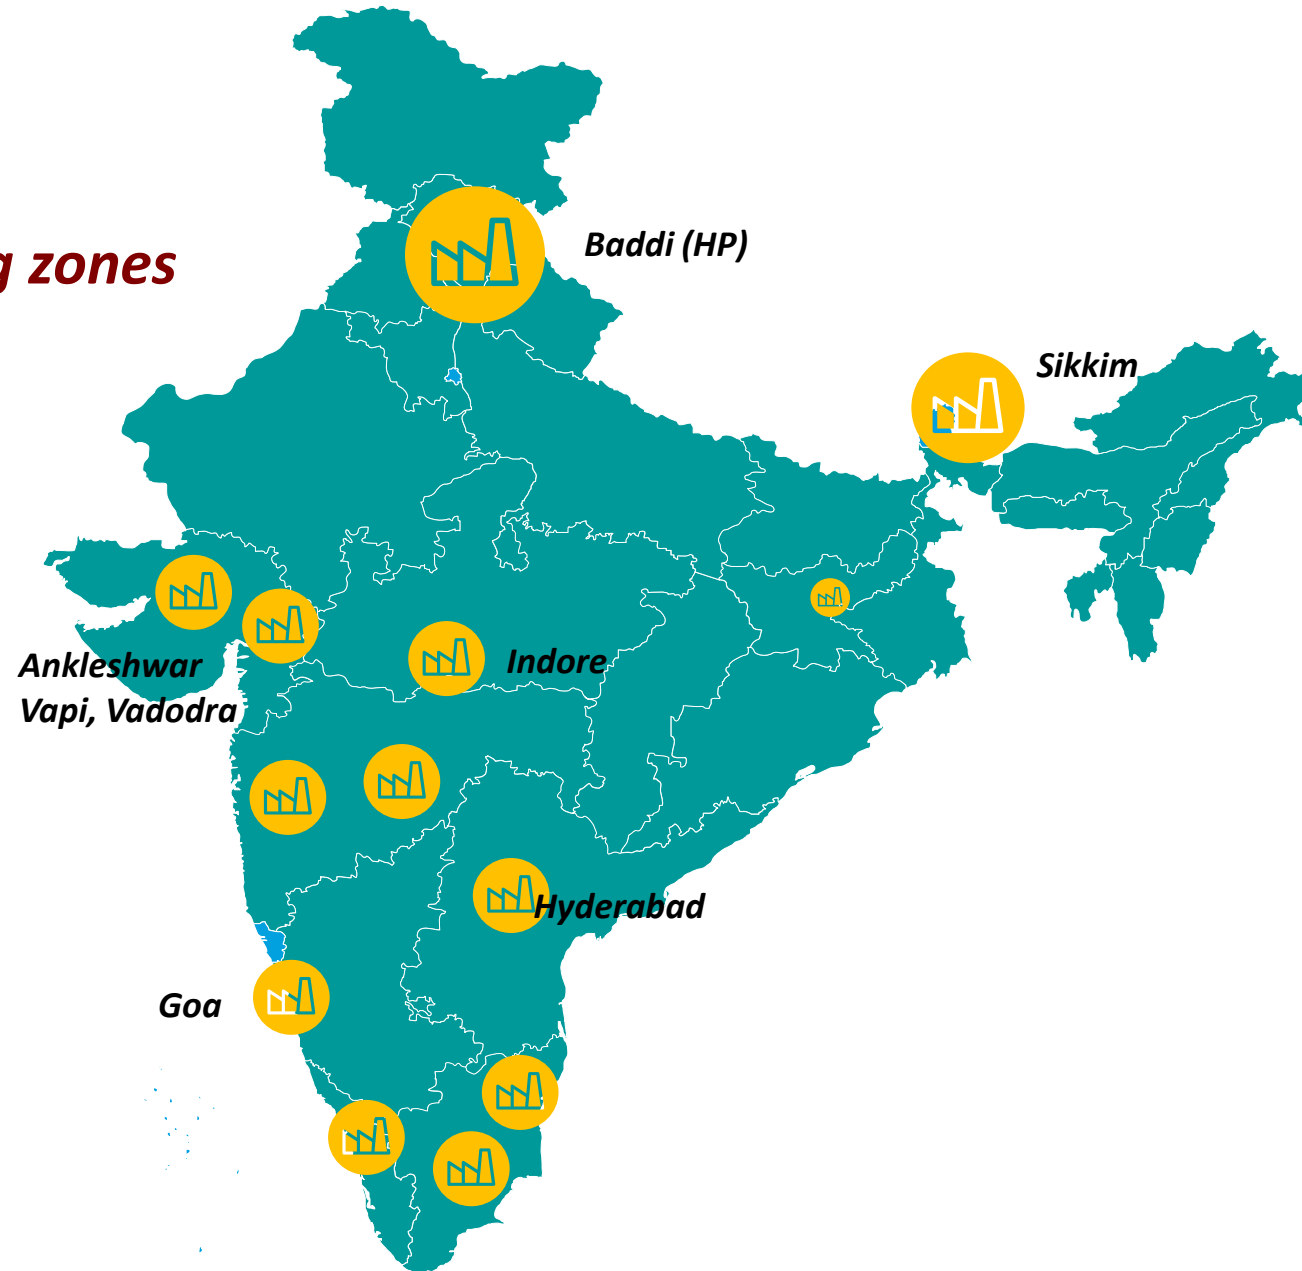 zones
Baddi (HP)
Sikkim
Ankleshwar
Vapi, Vadodra
Indore
Hyderabad
Goa